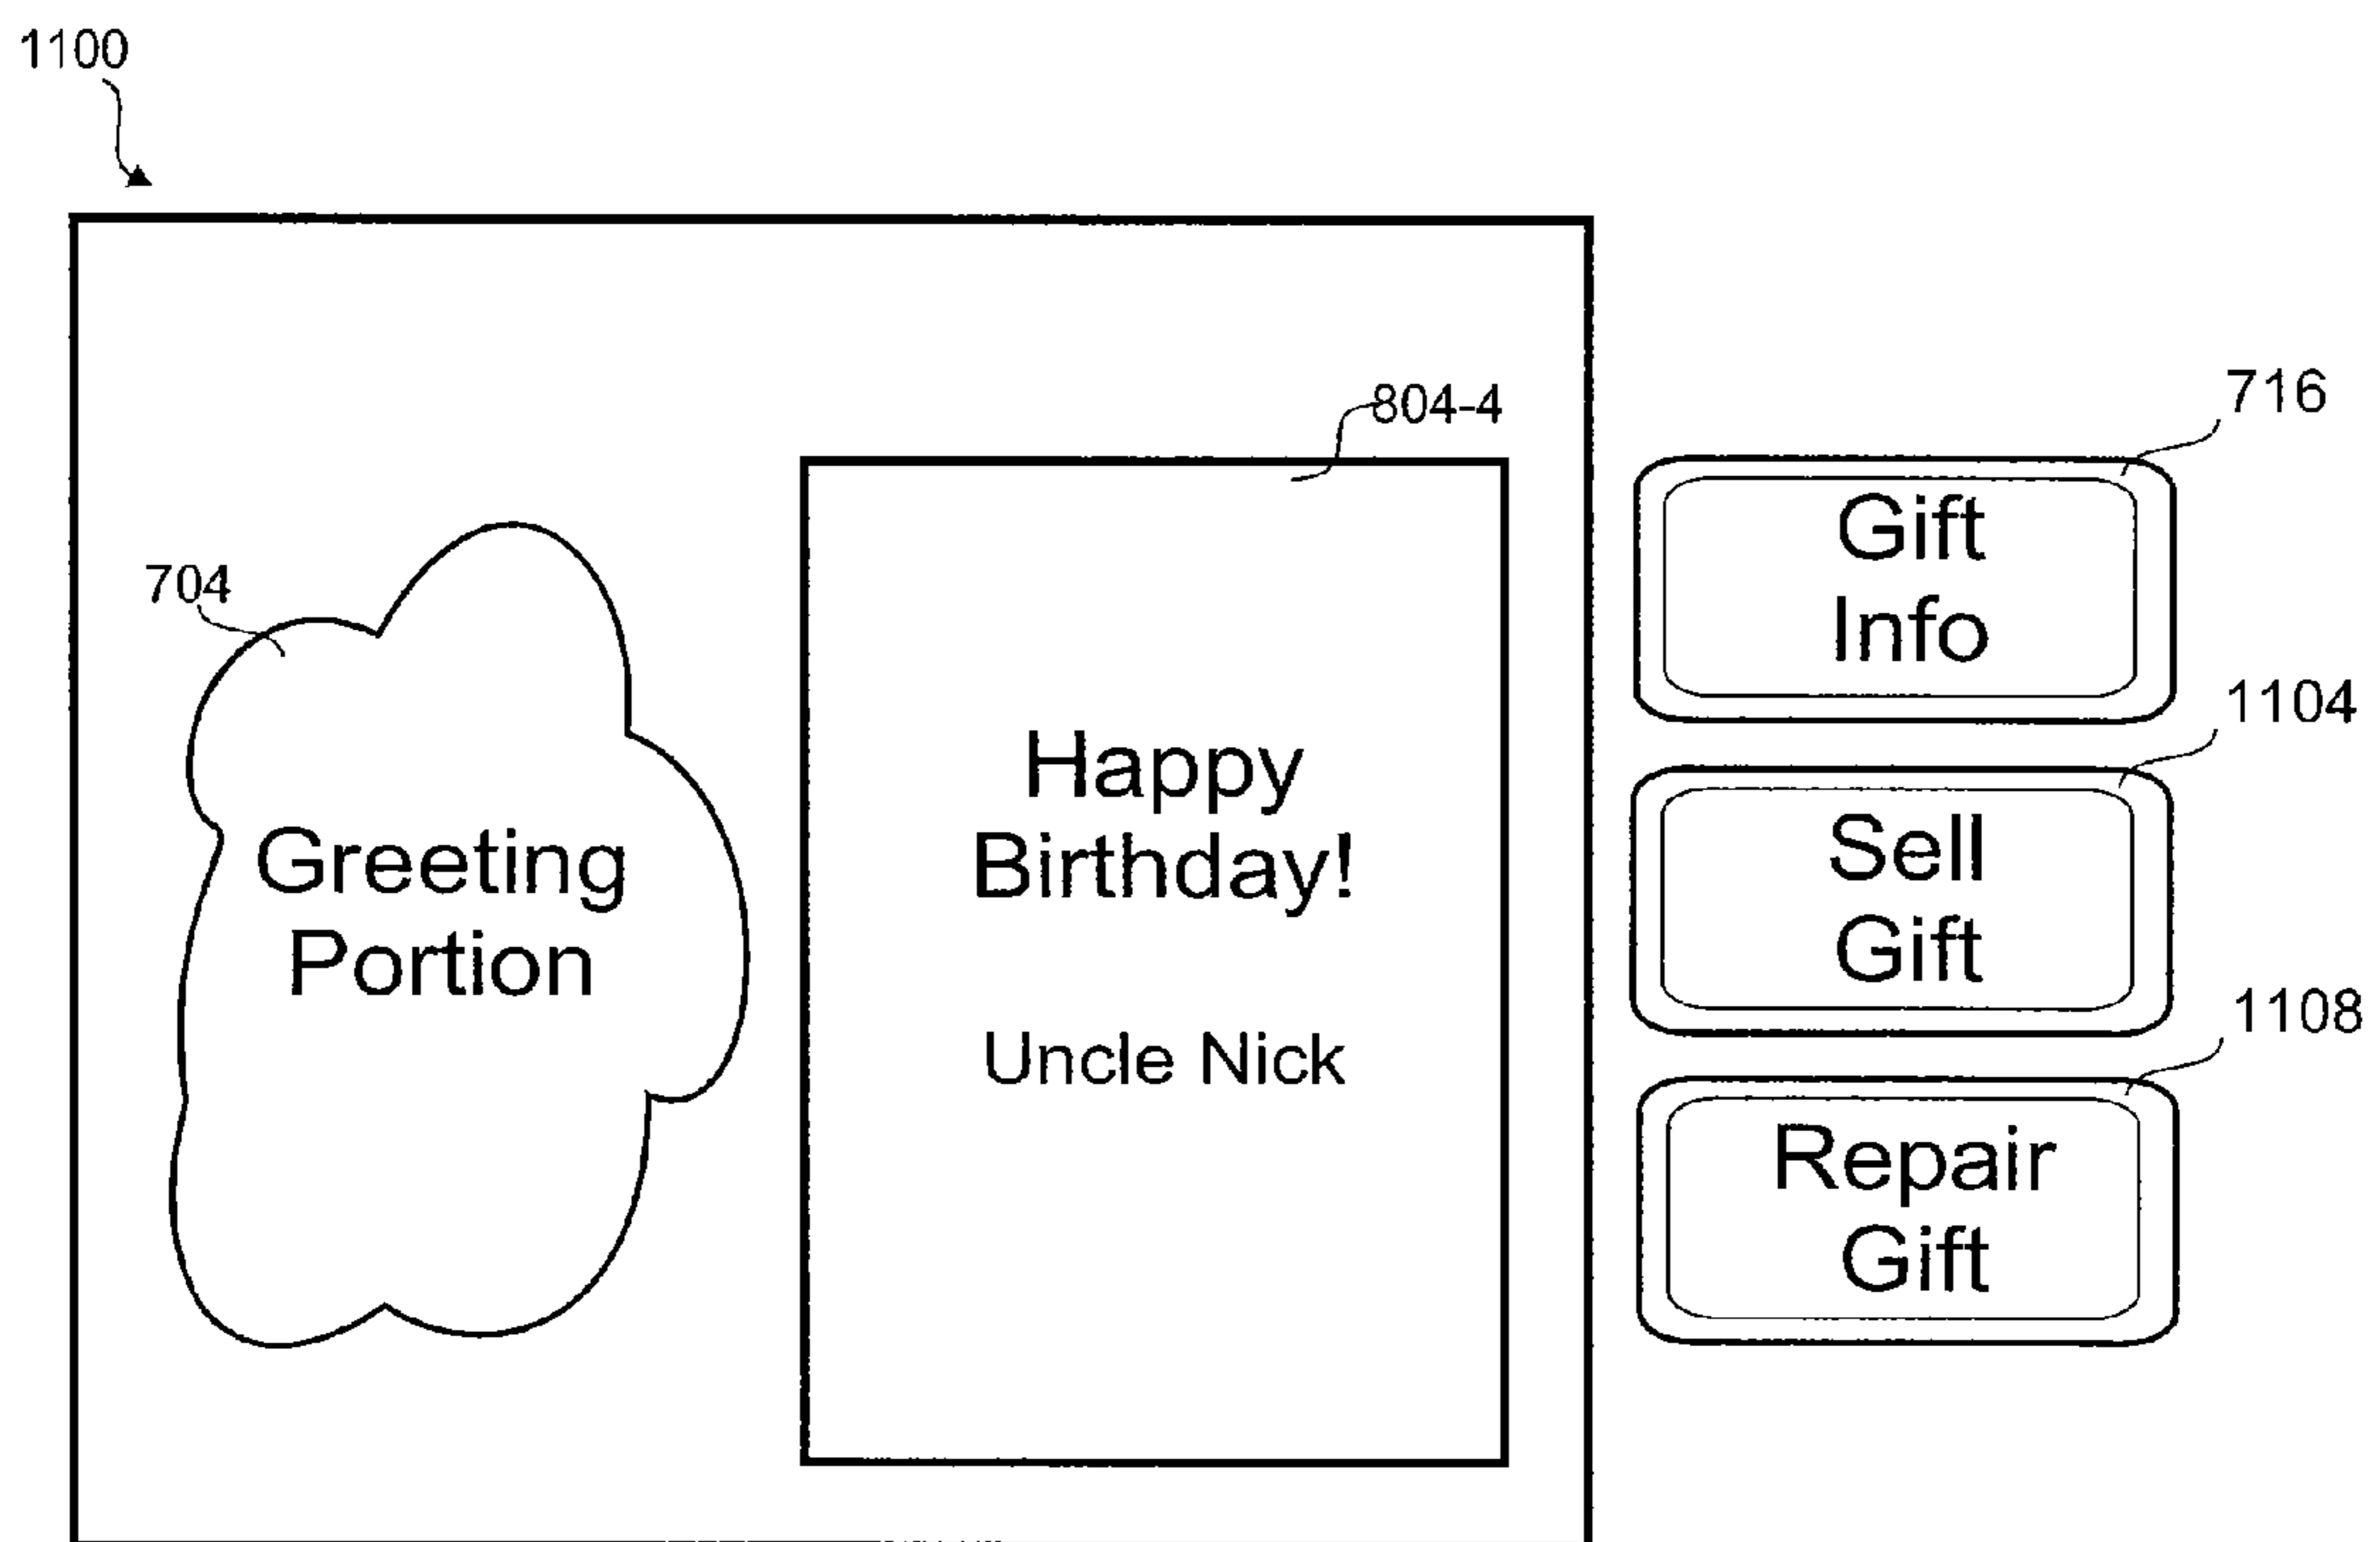 1100
804-4
716
704
Gift
Info
1104
Happy
Birthday!
Sell
Gift
Greeting
Portion
1108
Uncle Nick
Repair
Gift